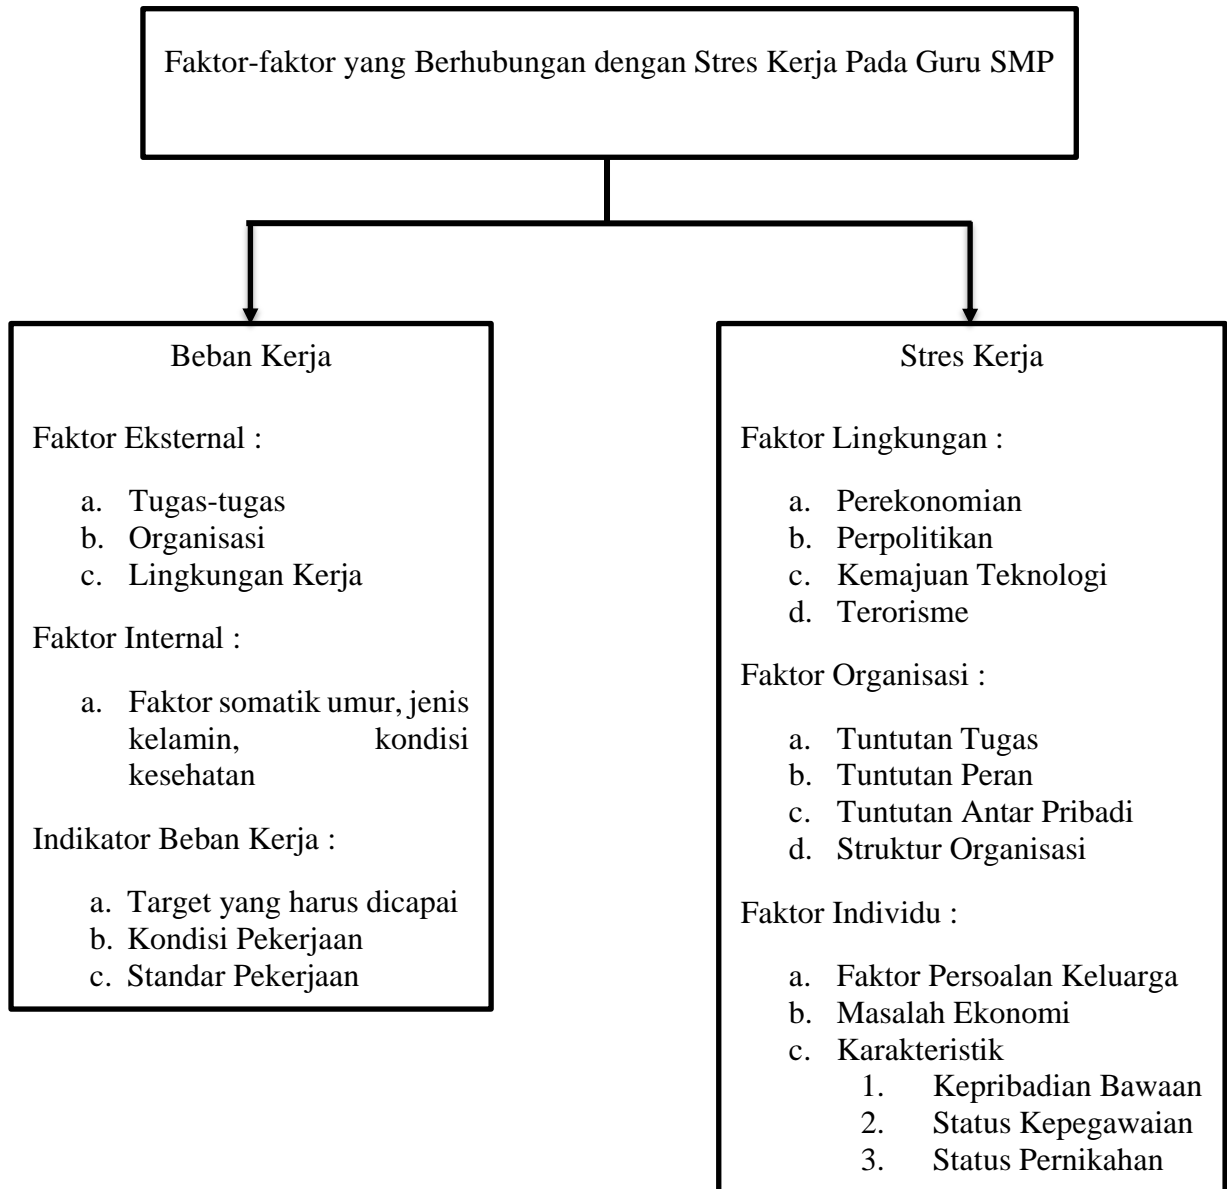 Faktor-faktor yang Berhubungan dengan Stres Kerja Pada Guru SMP
Beban Kerja
Faktor Eksternal :
a. Tugas-tugas
b. Organisasi
c. Lingkungan Kerja
Faktor Internal :
a. Faktor somatik umur, jenis
kelamin, kondisi
kesehatan
Indikator Beban Kerja :
a. Target yang harus dicapai
b. Kondisi Pekerjaan
c. Standar Pekerjaan
Stres Kerja
Faktor Lingkungan :
a. Perekonomian
b. Perpolitikan
c. Kemajuan Teknologi
d. Terorisme
Faktor Organisasi :
a. Tuntutan Tugas
b. Tuntutan Peran
c. Tuntutan Antar Pribadi
d. Struktur Organisasi
Faktor Individu :
a. Faktor Persoalan Keluarga
b. Masalah Ekonomi
c. Karakteristik
1. Kepribadian Bawaan
2. Status Kepegawaian
3. Status Pernikahan